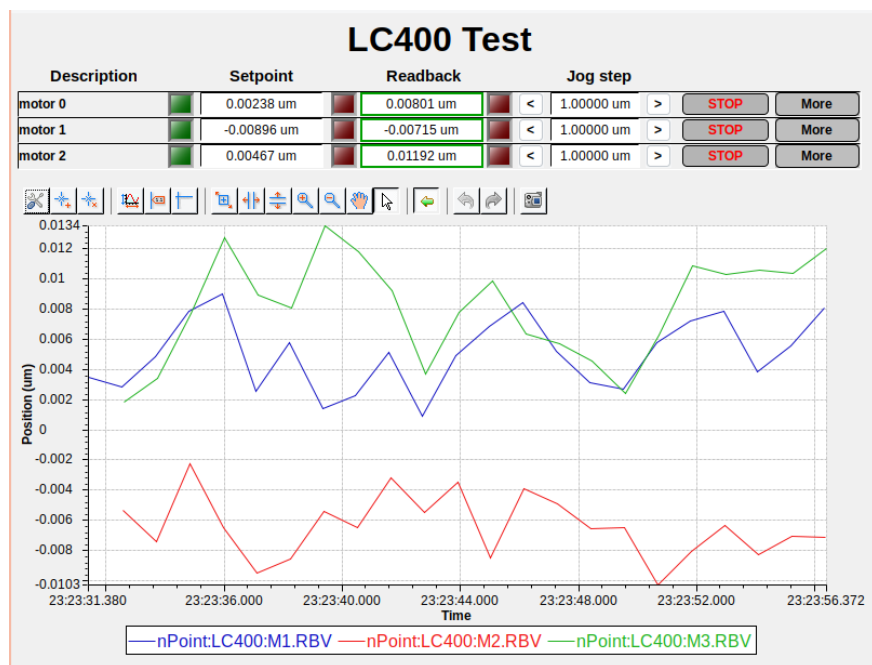 LC400 Test
Description Setpoint Readback Jog step
motor 0 0.00238 um 0.00801 um < 1.00000 um > STOP More
motor 1 -0.00896 um -0.00715 um < 1.00000 um > STOP More
motor 2 0.00467 um 0.01192 um < 1.00000 um > STOP More
0.0134
0.012
0.01
0.008
0.006
0.004
0.002
0
-0.002
-0.004
-0.006
-0.008
-0.0103
Position (um)
23:23:31.380 23:23:36.000 23:23:40.000 23:23:44.000 23:23:48.000 23:23:52.000 23:23:56.372
Time
nPoint:LC400:M1.RBV nPoint:LC400:M2.RBV nPoint:LC400:M3.RBV